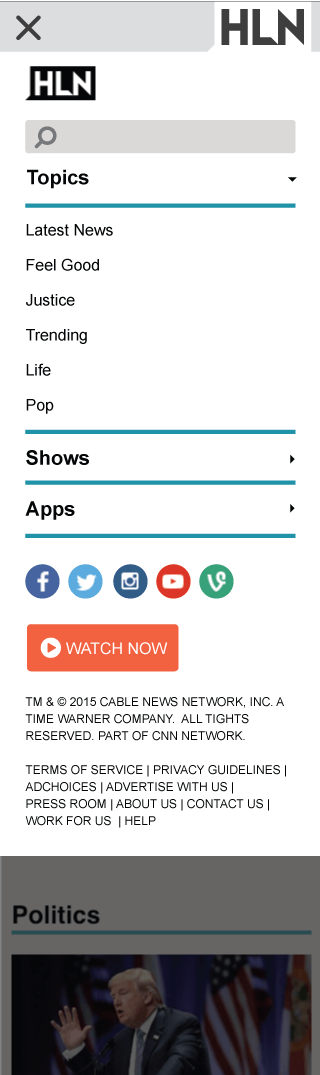 HLN
HLN
Topics
Latest News
Feel Good
Justice
Trending
Life
Pop
Shows
Apps
WATCH NOW
TM & © 2015 CABLE NEWS NETWORK, INC. A
TIME WARNER COMPANY. ALL TIGHTS
RESERVED. PART OF CNN NETWORK.
TERMS OF SERVICE | PRIVACY GUIDELINES |
ADCHOICES | ADVERTISE WITH US |
PRESS ROOM | ABOUT US | CONTACT US |
WORK FOR US | HELP
Politics